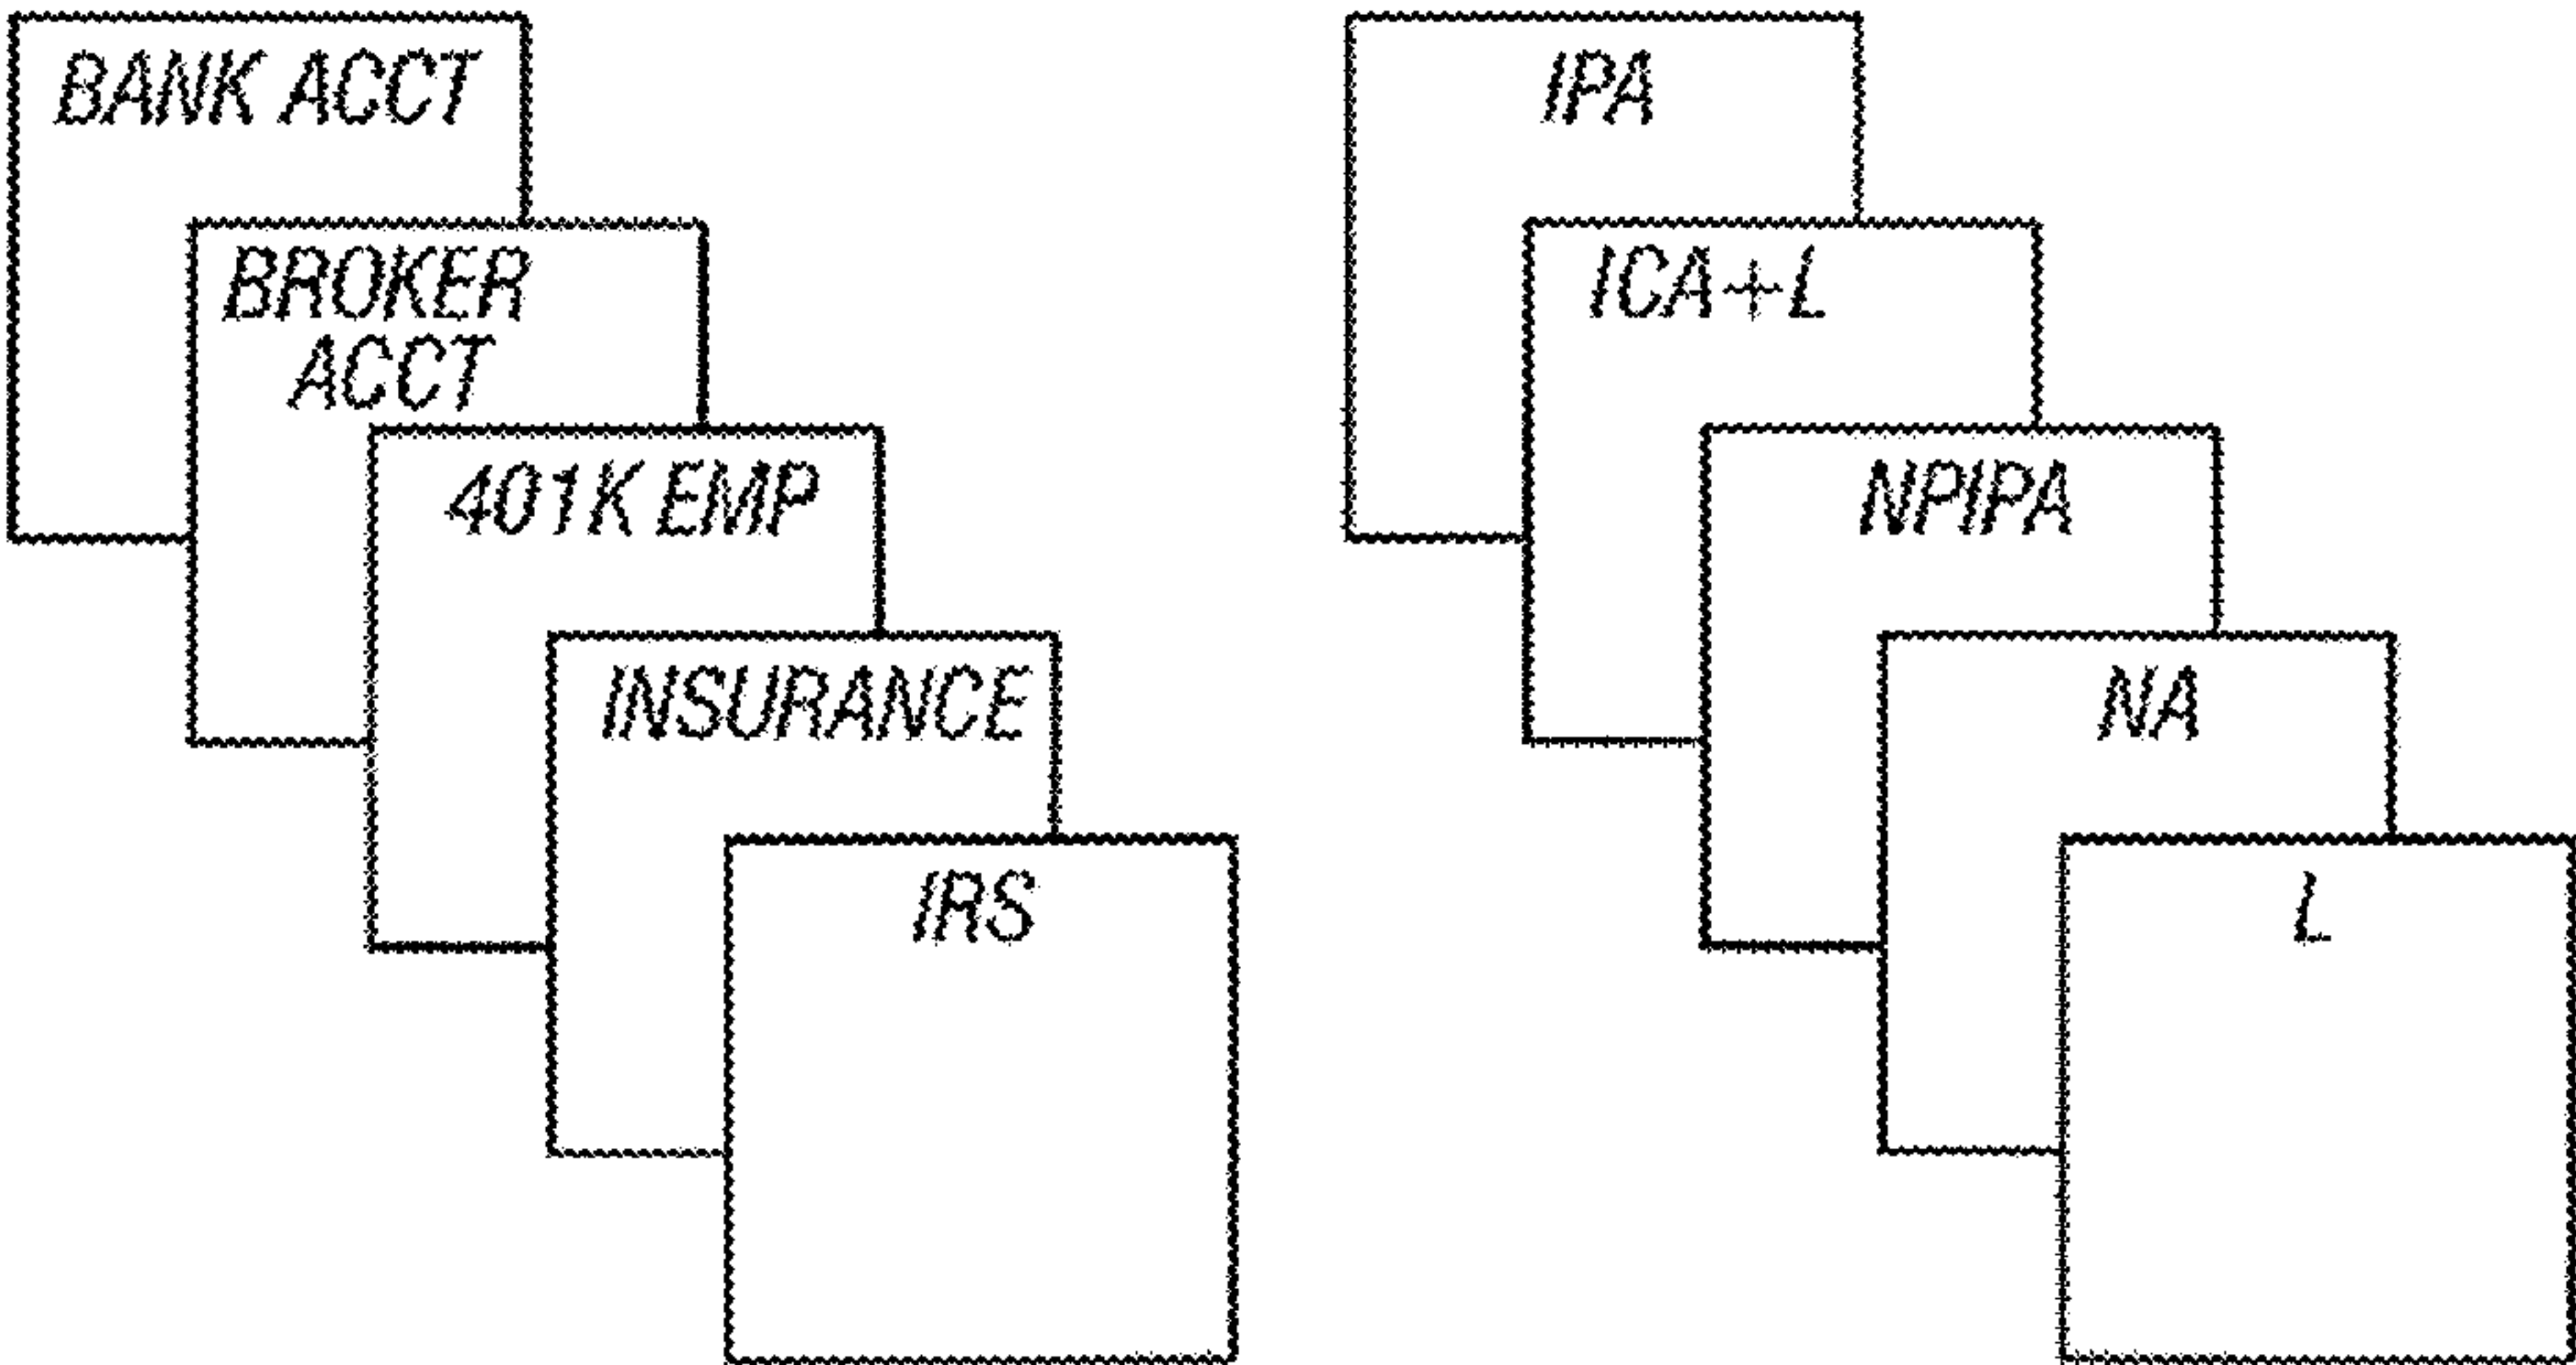 BANK ACCT
BROKER
ACCT
401K EMP
INSURANCE
IRS
IPA
ICA+L
NPIPA
NA
L